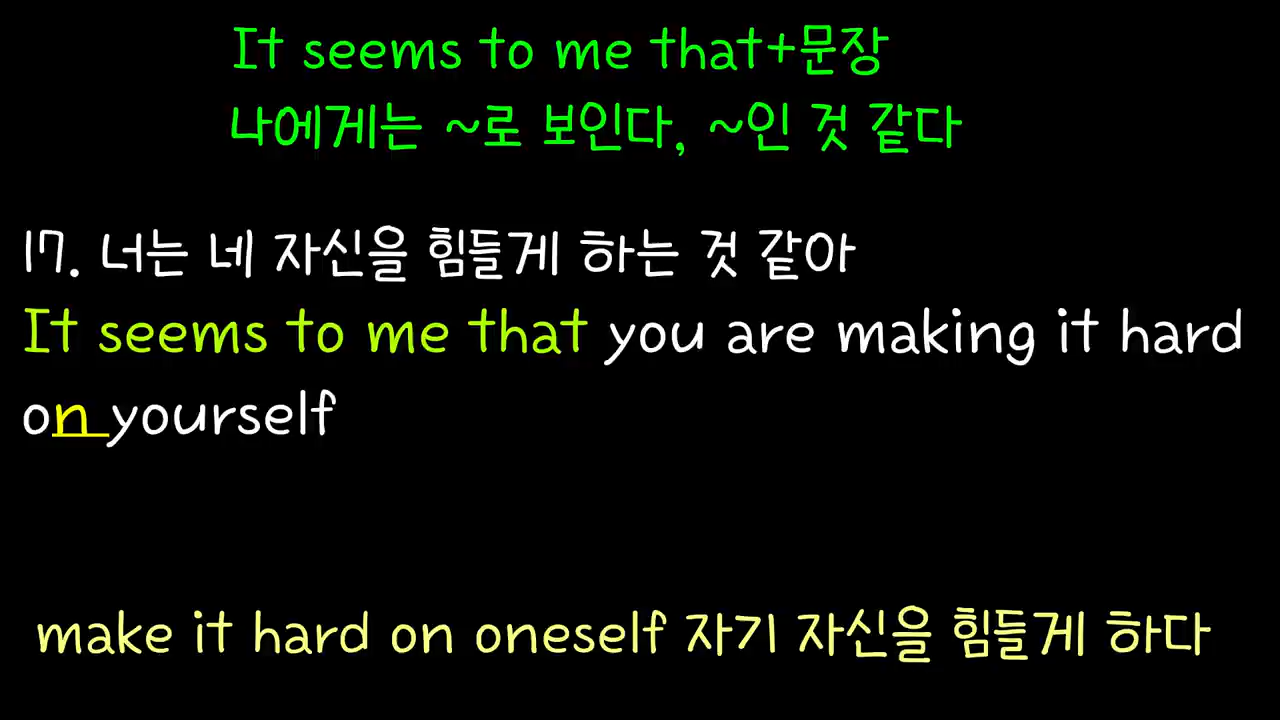 It seems to me that+문장
나에게는 ~로 보인다, ~인 것 같다
17. 너는 네 자신을 힘들게 하는 것 같아
It seems to me that you are making it hard
on yourself
make it hard on oneself 자기 자신을 힘들게 하다